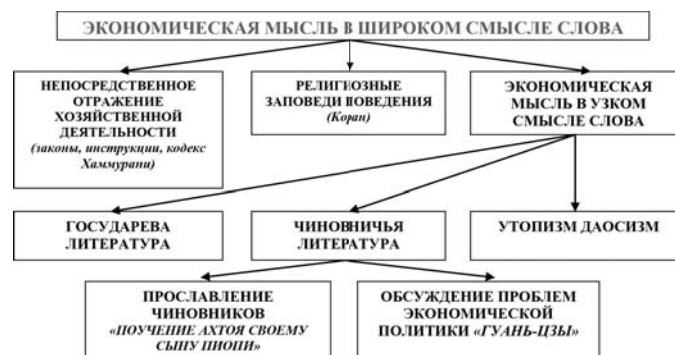 ЭКОНОМИЧЕСКАЯ МЫСЛЬ В ШИРОКОМ СМЫСЛЕ СЛОВА
НЕПОСРЕДСТВЕННОЕ
ОТРАЖЕНИЕ
ХОЗЯЙСТВЕННОЙ
ДЕЯТЕЛЬНОСТИ
(законы, инструкции, кодекс
Хаммурапи)
РЕЛИГИОЗНЫЕ
ЗАПОВЕДИ ПОВЕДЕНИЯ
(Коран)
ЭКОНОМИЧЕСКАЯ
МЫСЛЬ В УЗКОМ
СМЫСЛЕ СЛОВА
ГОСУДАРЕВА
ЛИТЕРАТУРА
ЧИНОВНИЧЬЯ
ЛИТЕРАТУРА
УТОПИЗМ ДАОСИЗМ
ПРОСЛАВЛЕНИЕ
ЧИНОВНИКОВ
«ПОУЧЕНИЕ АХТОЯ СВОЕМУ
СЫНУ ПИОПИ»
ОБСУЖДЕНИЕ ПРОБЛЕМ
ЭКОНОМИЧЕСКОЙ
ПОЛИТИКИ «ГУАНЬ-ЦЗЫ»